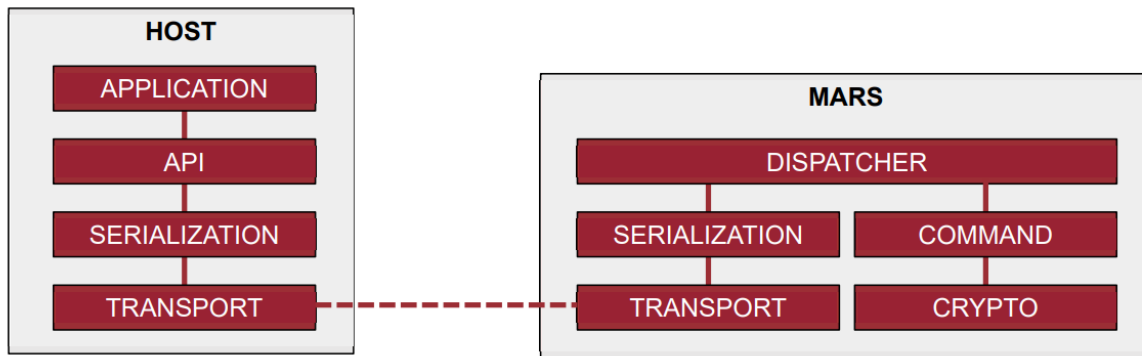 HOST
APPLICATION
API
SERIALIZATION
TRANSPORT
MARS
DISPATCHER
SERIALIZATION COMMAND
TRANSPORT CRYPTO